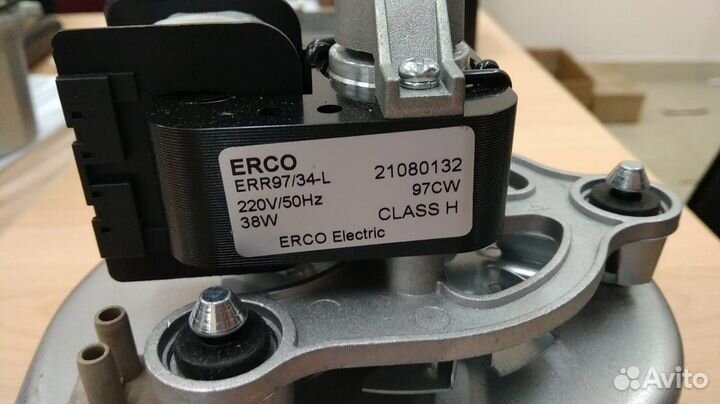 ERCO
ERR97/34-L 21080132
220V/50Hz 97CW
38W CLASS H
ERCO Electric
Avito